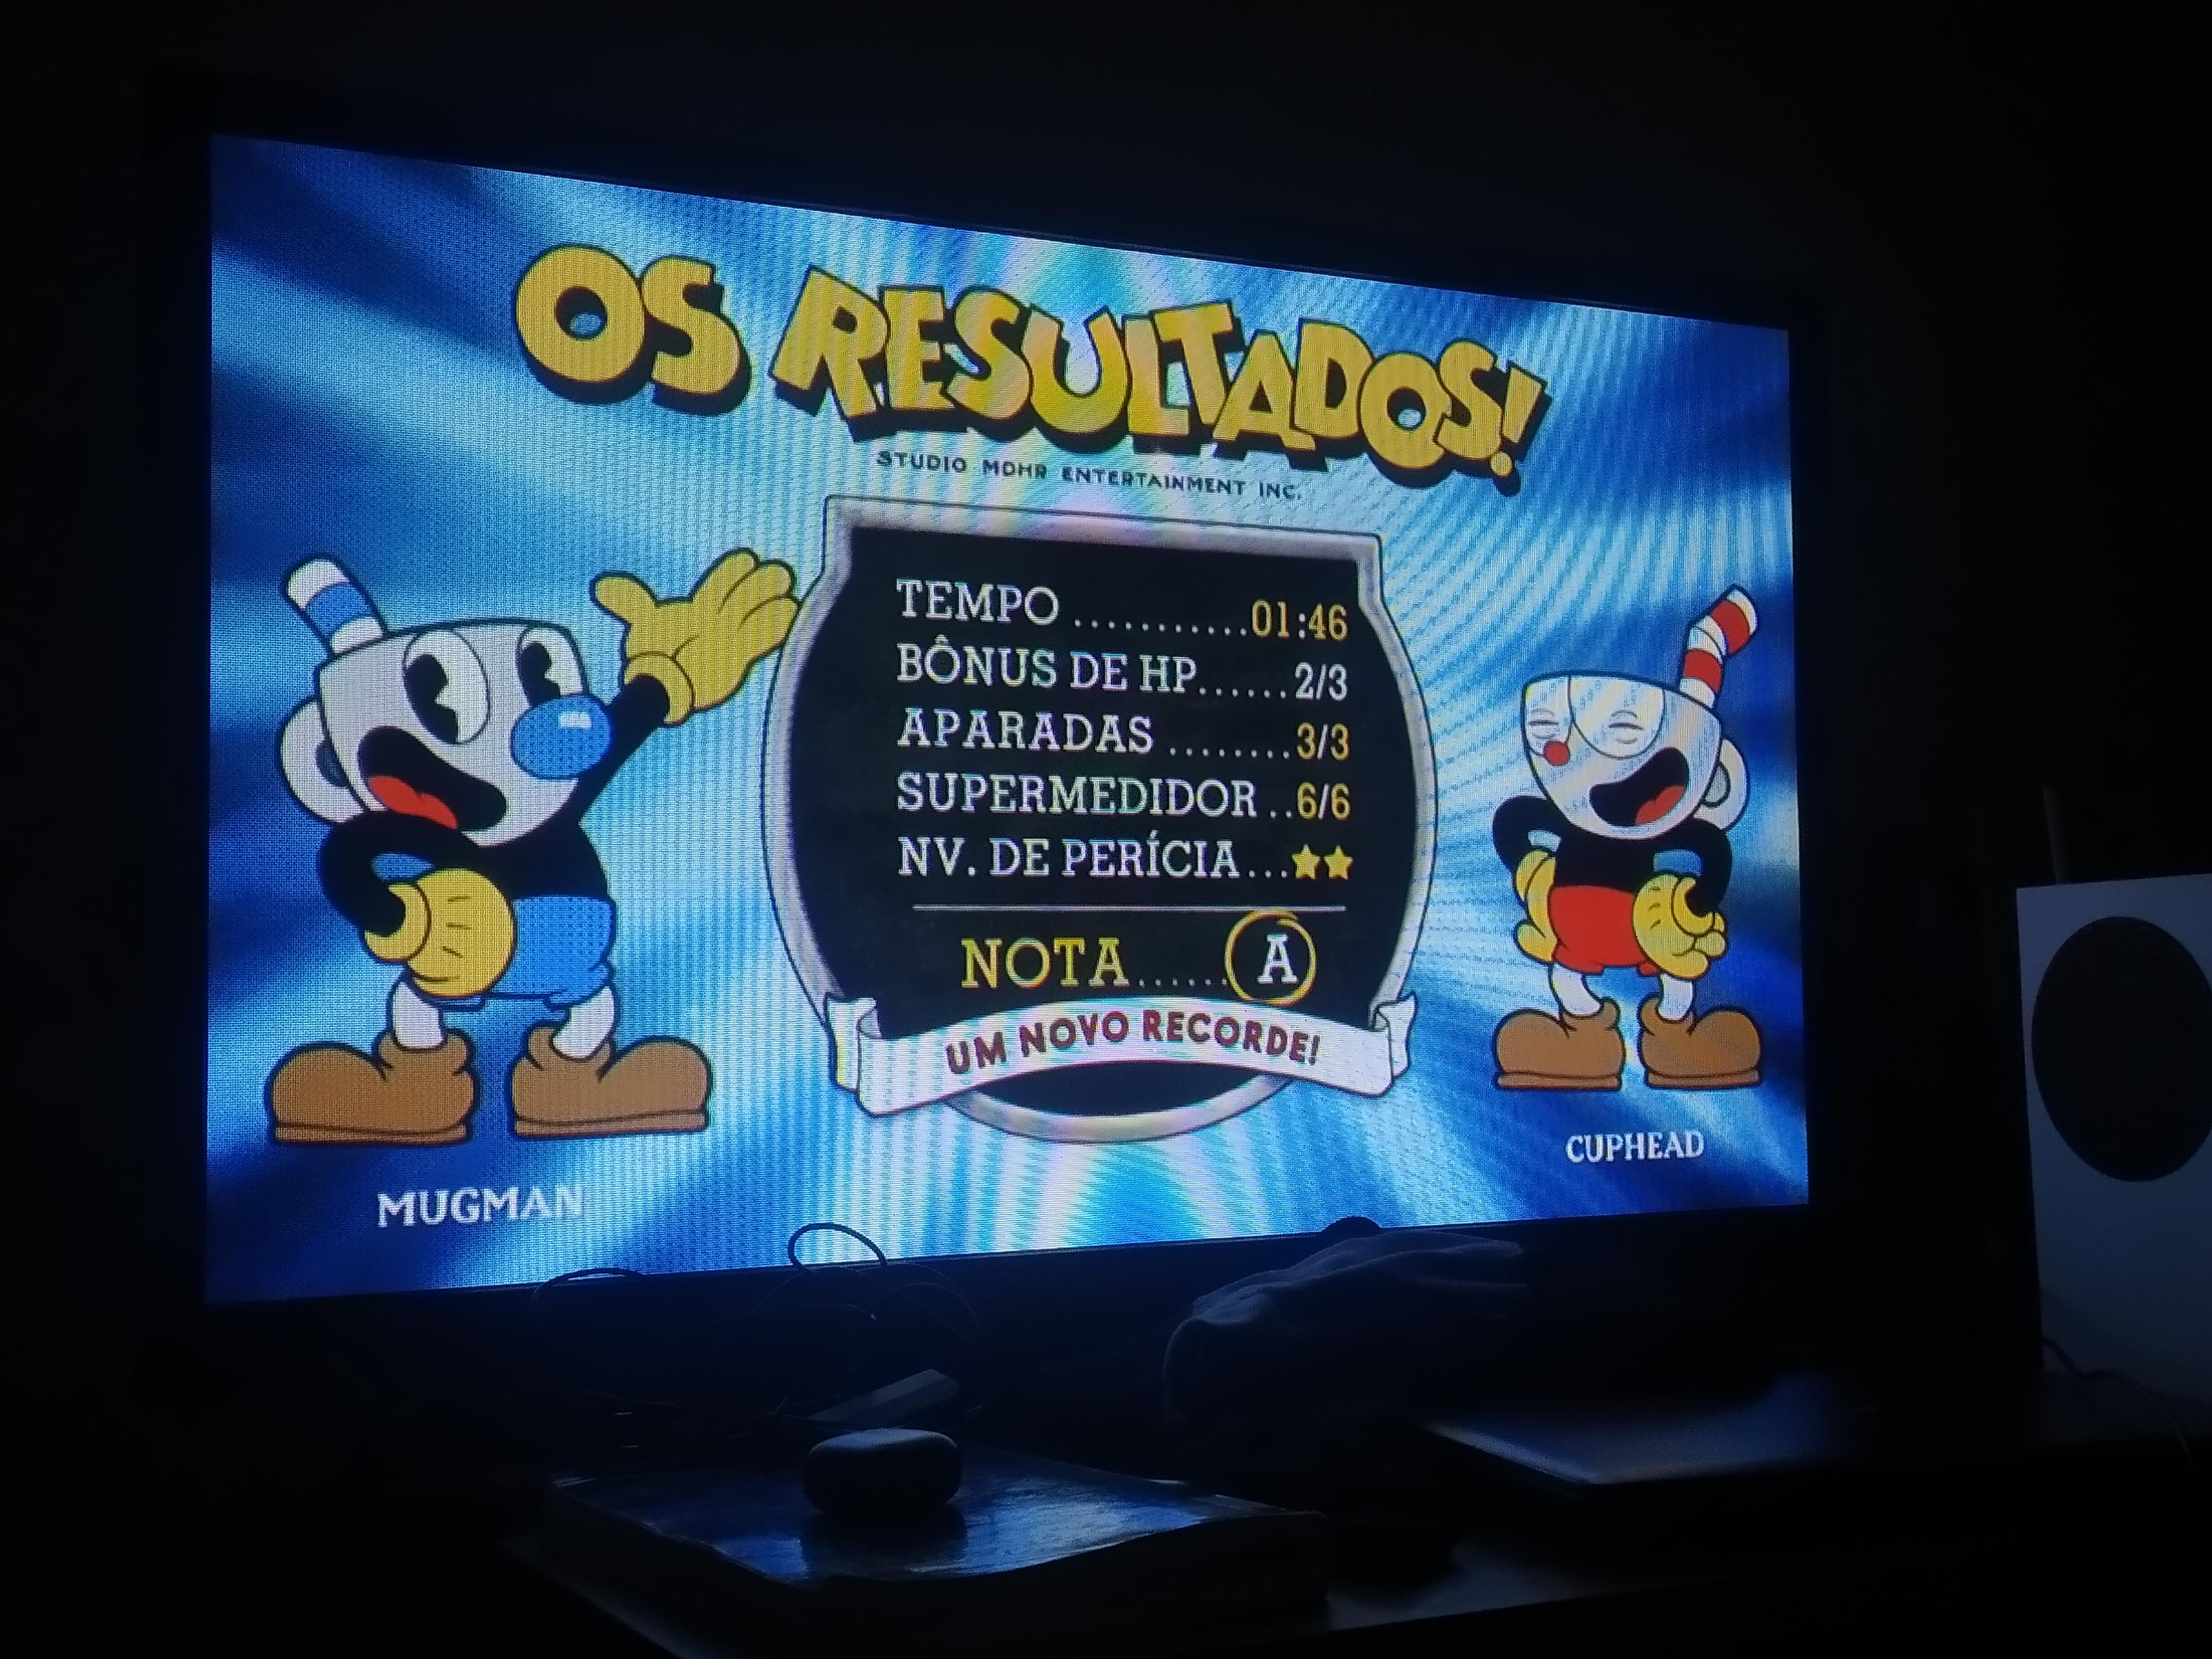 OS RESULTADOS!
STUDIO MDHR ENTERTAINMENT INC.
TEMPO ...........01:46
BÔNUS DE HP......2/3
APARADAS ........3/3
SUPERMEDIDOR ..6/6
NV. DE PERÍCIA...★★
NOTA......A
UM NOVO RECORDE!
MUGMAN
CUPHEAD